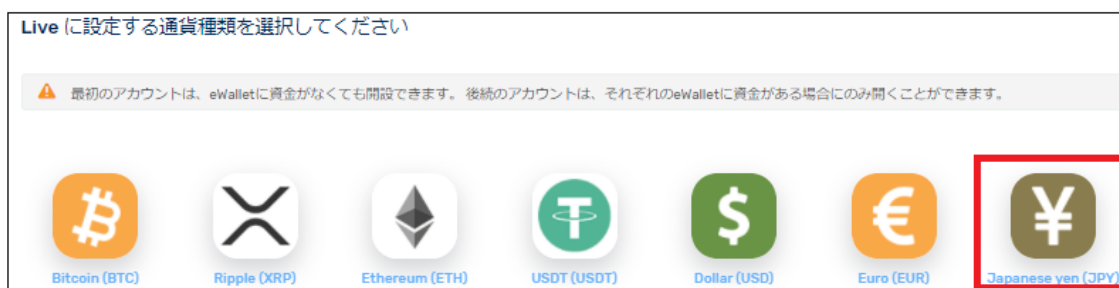 Live に設定する通貨種類を選択してください
最初のアカウントは、eWalletに資金がなくても開設できます。 後続のアカウントは、それぞれのeWalletに資金がある場合にのみ開くことができます。
Bitcoin (BTC) Ripple (XRP) Ethereum (ETH) USDT (USDT) Dollar (USD) Euro (EUR) Japanese yen (JPY)